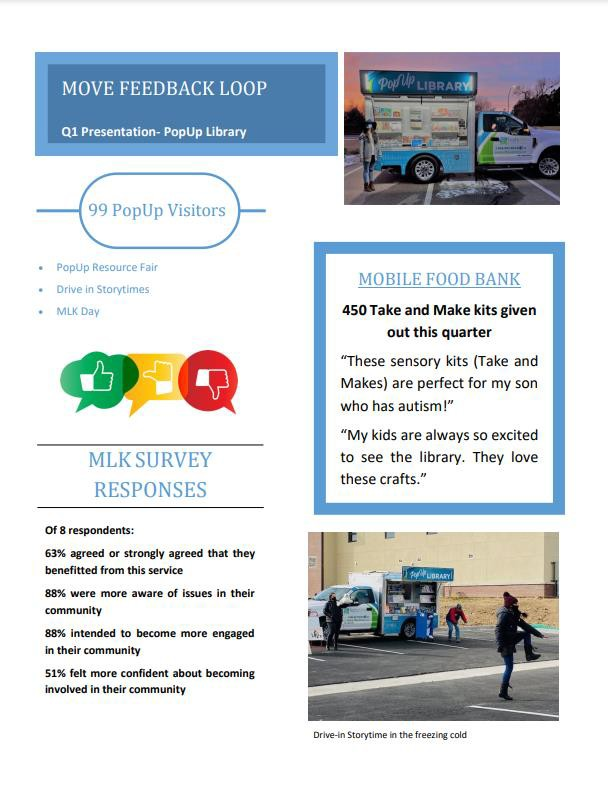 MOVE FEEDBACK LOOP
Q1 Presentation- PopUp Library
PopUp LIBRARY
99 PopUp Visitors
• PopUp Resource Fair
• Drive in Storytimes
• MLK Day
MLK SURVEY
RESPONSES
Of 8 respondents:
63% agreed or strongly agreed that they
benefitted from this service
88% were more aware of issues in their
community
88% intended to become more engaged
in their community
51% felt more confident about becoming
involved in their community
MOBILE FOOD BANK
450 Take and Make kits given
out this quarter
“These sensory kits (Take and
Makes) are perfect for my son
who has autism!”
“My kids are always so excited
to see the library. They love
these crafts.”
PopUp LIBRARY
Drive-in Storytime in the freezing cold